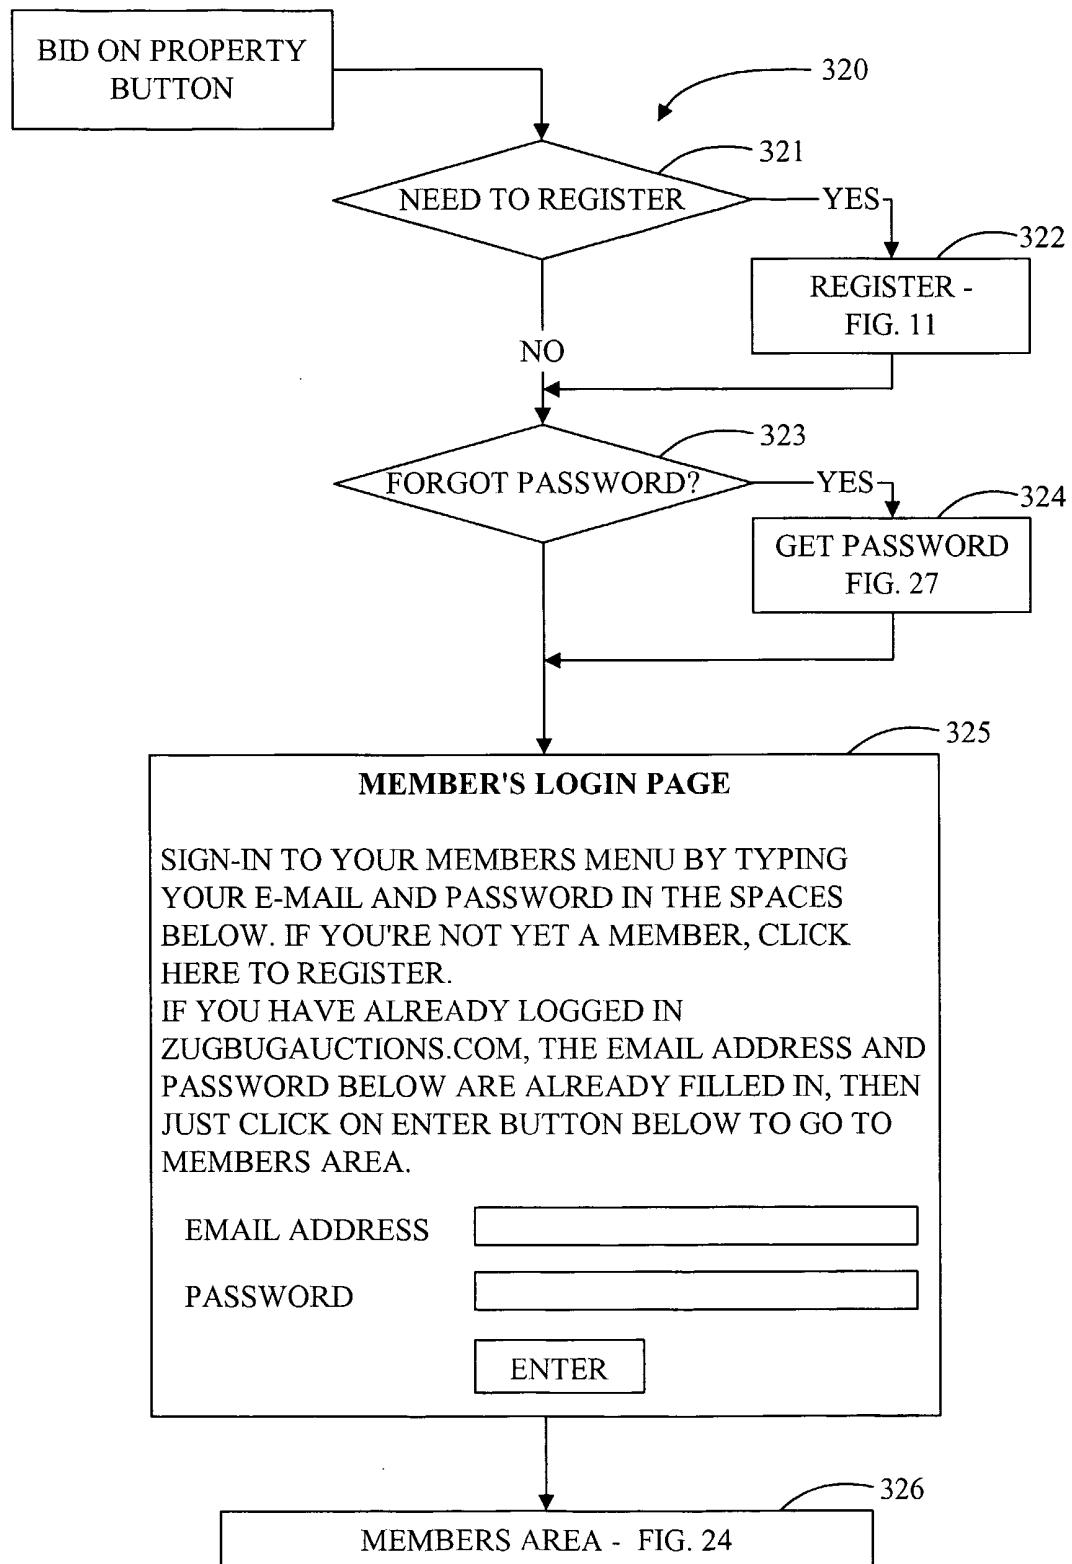 BID ON PROPERTY
BUTTON
320
321
NEED TO REGISTER
YES
322
REGISTER -
FIG. 11
NO
323
FORGOT PASSWORD?
YES
324
GET PASSWORD
FIG. 27
325
MEMBER'S LOGIN PAGE
SIGN-IN TO YOUR MEMBERS MENU BY TYPING
YOUR E-MAIL AND PASSWORD IN THE SPACES
BELOW. IF YOU'RE NOT YET A MEMBER, CLICK
HERE TO REGISTER.
IF YOU HAVE ALREADY LOGGED IN
ZUGBUGAUCTIONS.COM, THE EMAIL ADDRESS AND
PASSWORD BELOW ARE ALREADY FILLED IN, THEN
JUST CLICK ON ENTER BUTTON BELOW TO GO TO
MEMBERS AREA.
EMAIL ADDRESS
PASSWORD
ENTER
326
MEMBERS AREA - FIG. 24